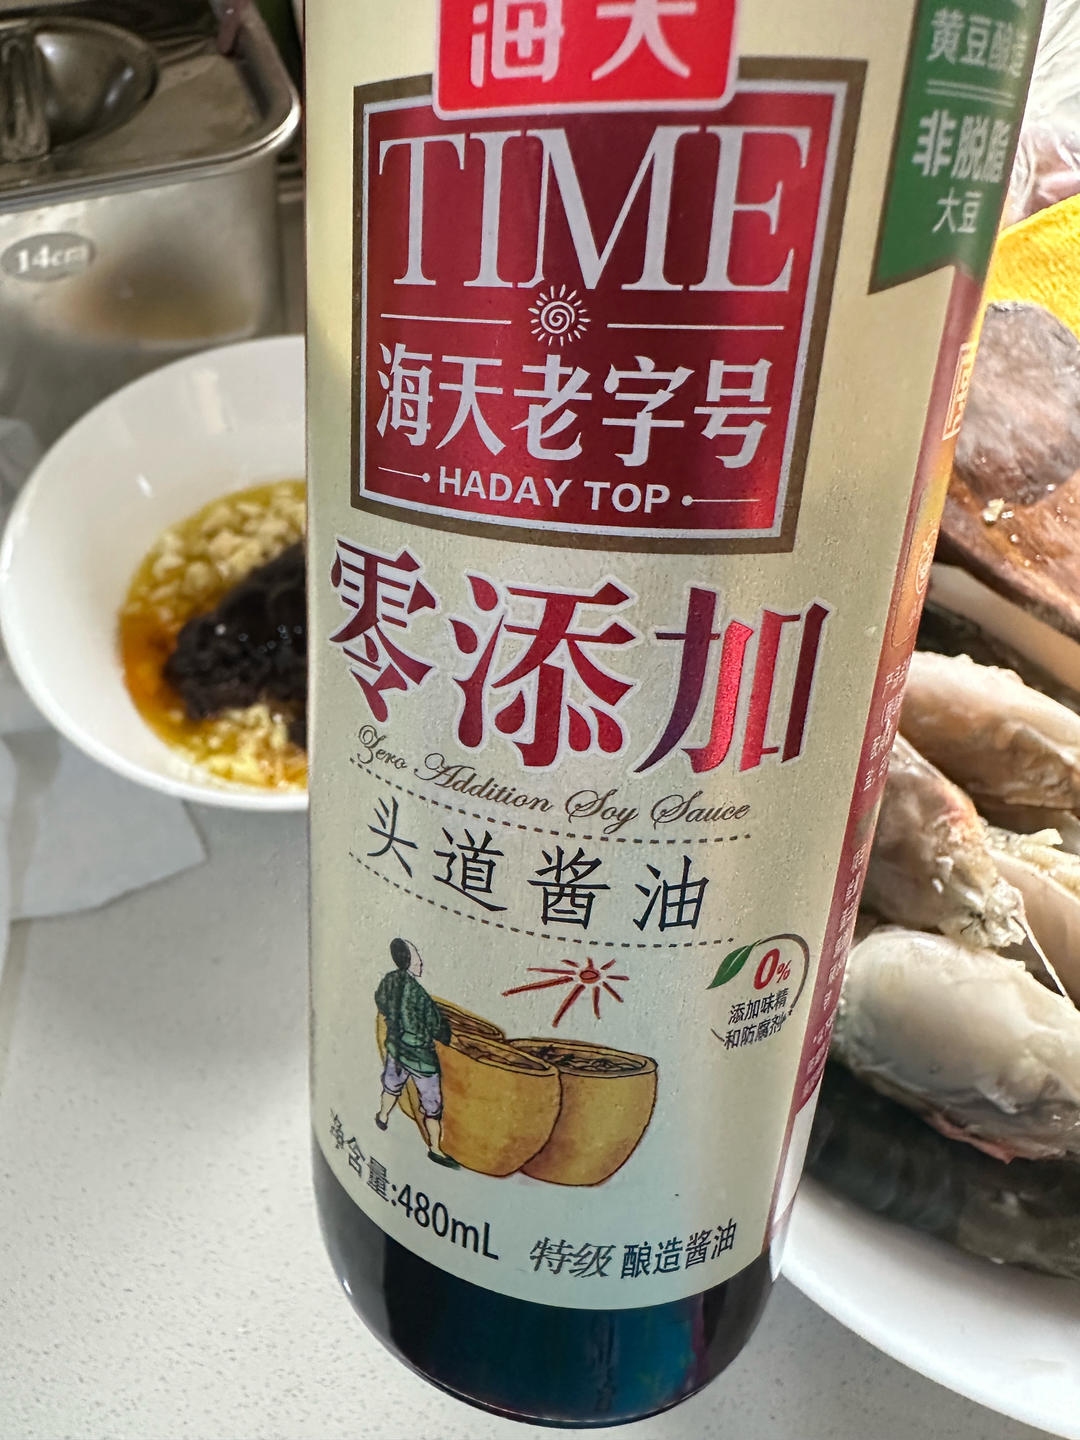 海天
TIME
海天老字号
HADAY TOP
零添加
Zero Addition Soy Sauce
头道酱油
0%
添加味精
和防腐剂*
净含量:480mL
特级 酿造酱油
黄豆酿
非脱脂
大豆
14cm